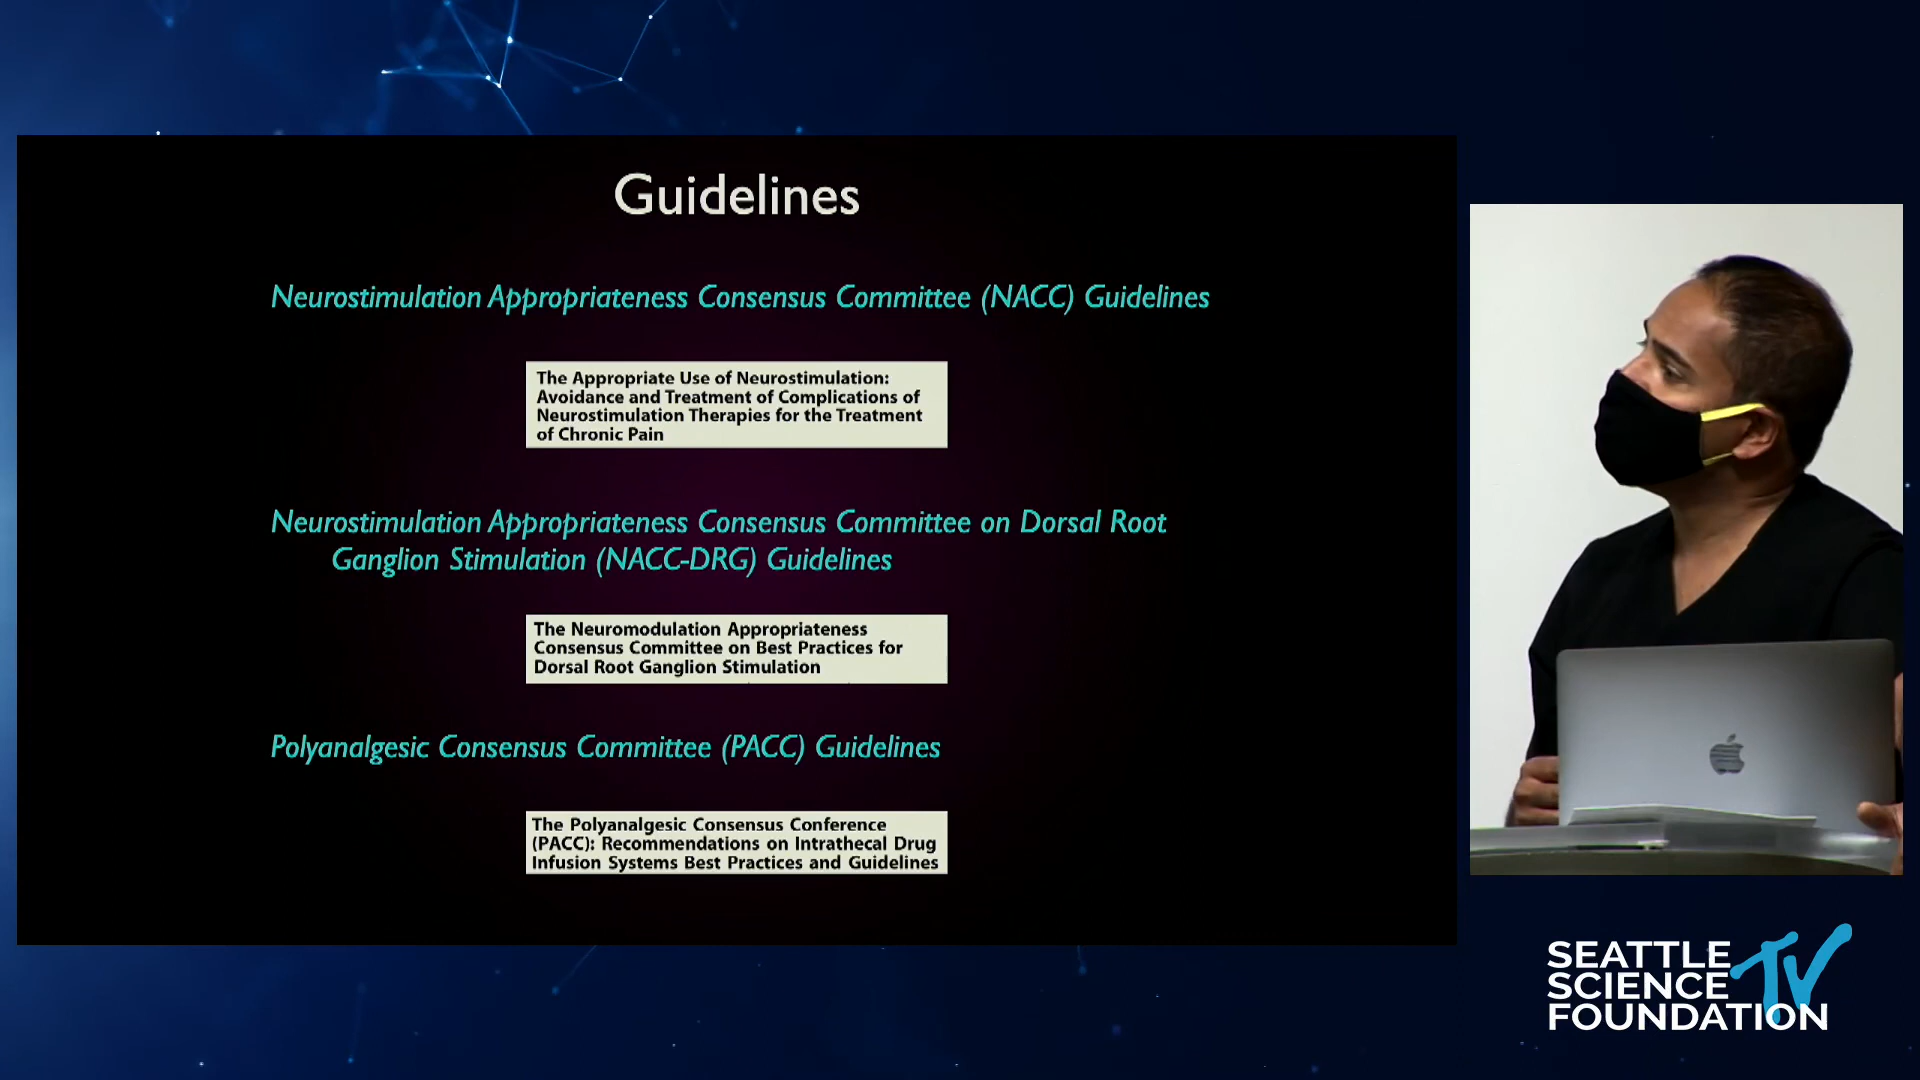 Guidelines
Neurostimulation Appropriateness Consensus Committee (NACC) Guidelines
The Appropriate Use of Neurostimulation:
Avoidance and Treatment of Complications of
Neurostimulation Therapies for the Treatment
of Chronic Pain
Neurostimulation Appropriateness Consensus Committee on Dorsal Root
Ganglion Stimulation (NACC-DRG) Guidelines
The Neuromodulation Appropriateness
Consensus Committee on Best Practices for
Dorsal Root Ganglion Stimulation
Polyanalgesic Consensus Committee (PACC) Guidelines
The Polyanalgesic Consensus Conference
(PACC): Recommendations on Intrathecal Drug
Infusion Systems Best Practices and Guidelines
SEATTLE
SCIENCE TV
FOUNDATION